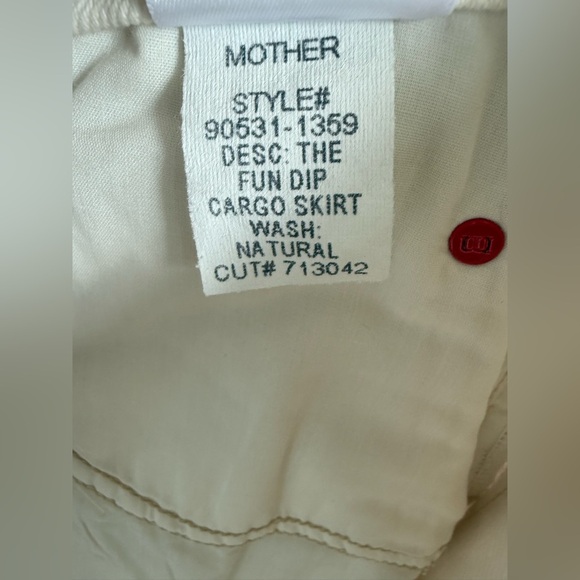 MOTHER
STYLE#
90531-1359
DESC: THE
FUN DIP
CARGO SKIRT
WASH:
NATURAL
CUT# 713042